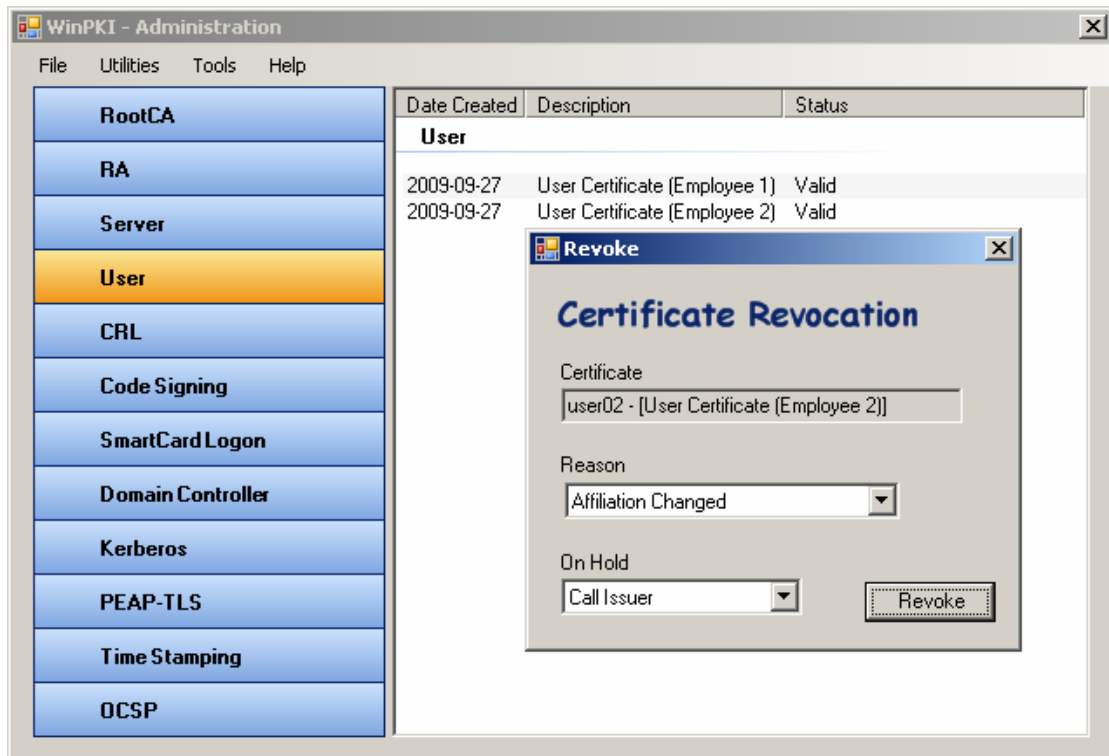 WinPKI - Administration
File Utilities Tools Help
RootCA
RA
Server
User
CRL
Code Signing
SmartCard Logon
Domain Controller
Kerberos
PEAP-TLS
Time Stamping
OCSP
Date Created Description Status
User
2009-09-27 User Certificate (Employee 1) Valid
2009-09-27 User Certificate (Employee 2) Valid
Revoke
Certificate Revocation
Certificate
user02 - [User Certificate (Employee 2)]
Reason
Affiliation Changed
On Hold
Call Issuer
Revoke